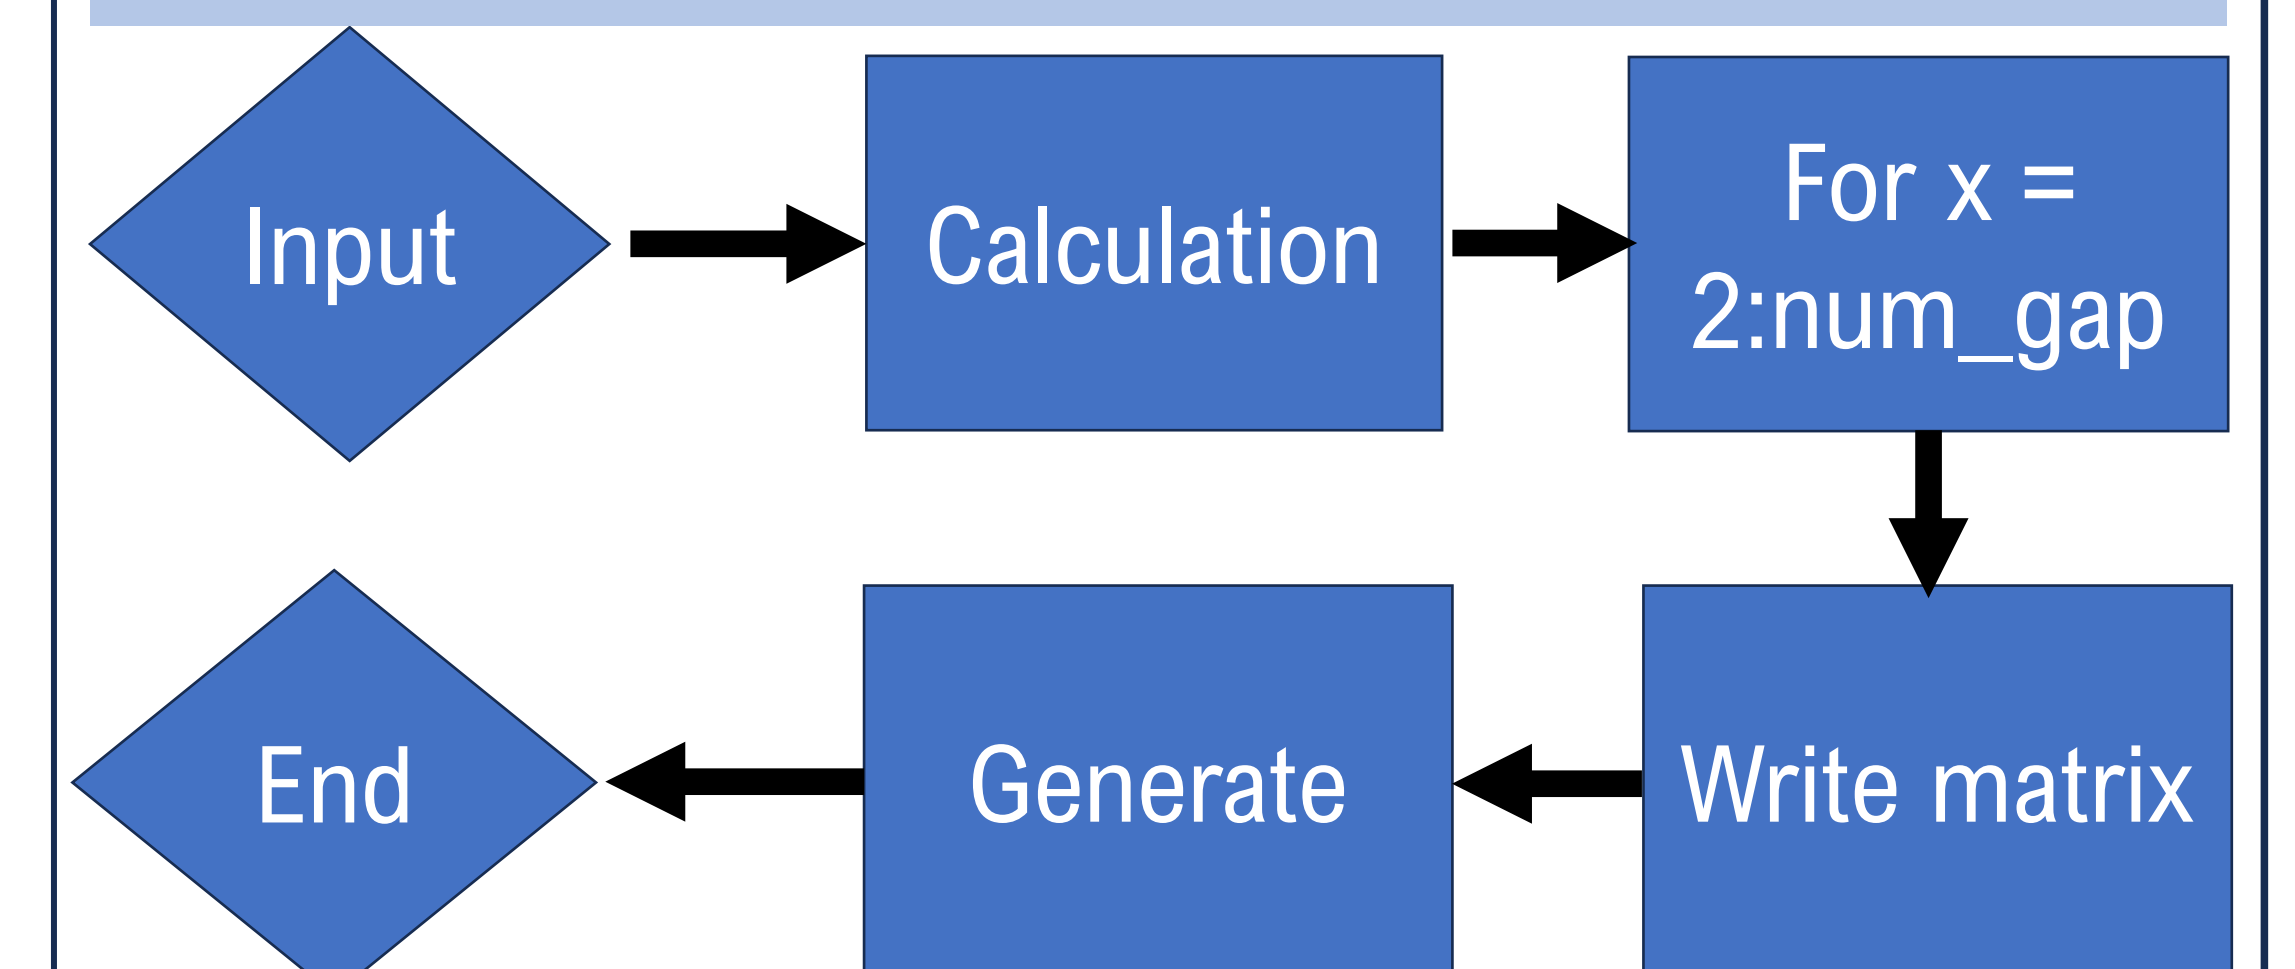 Input
Calculation
For x =
2:num_gap
Write matrix
Generate
End